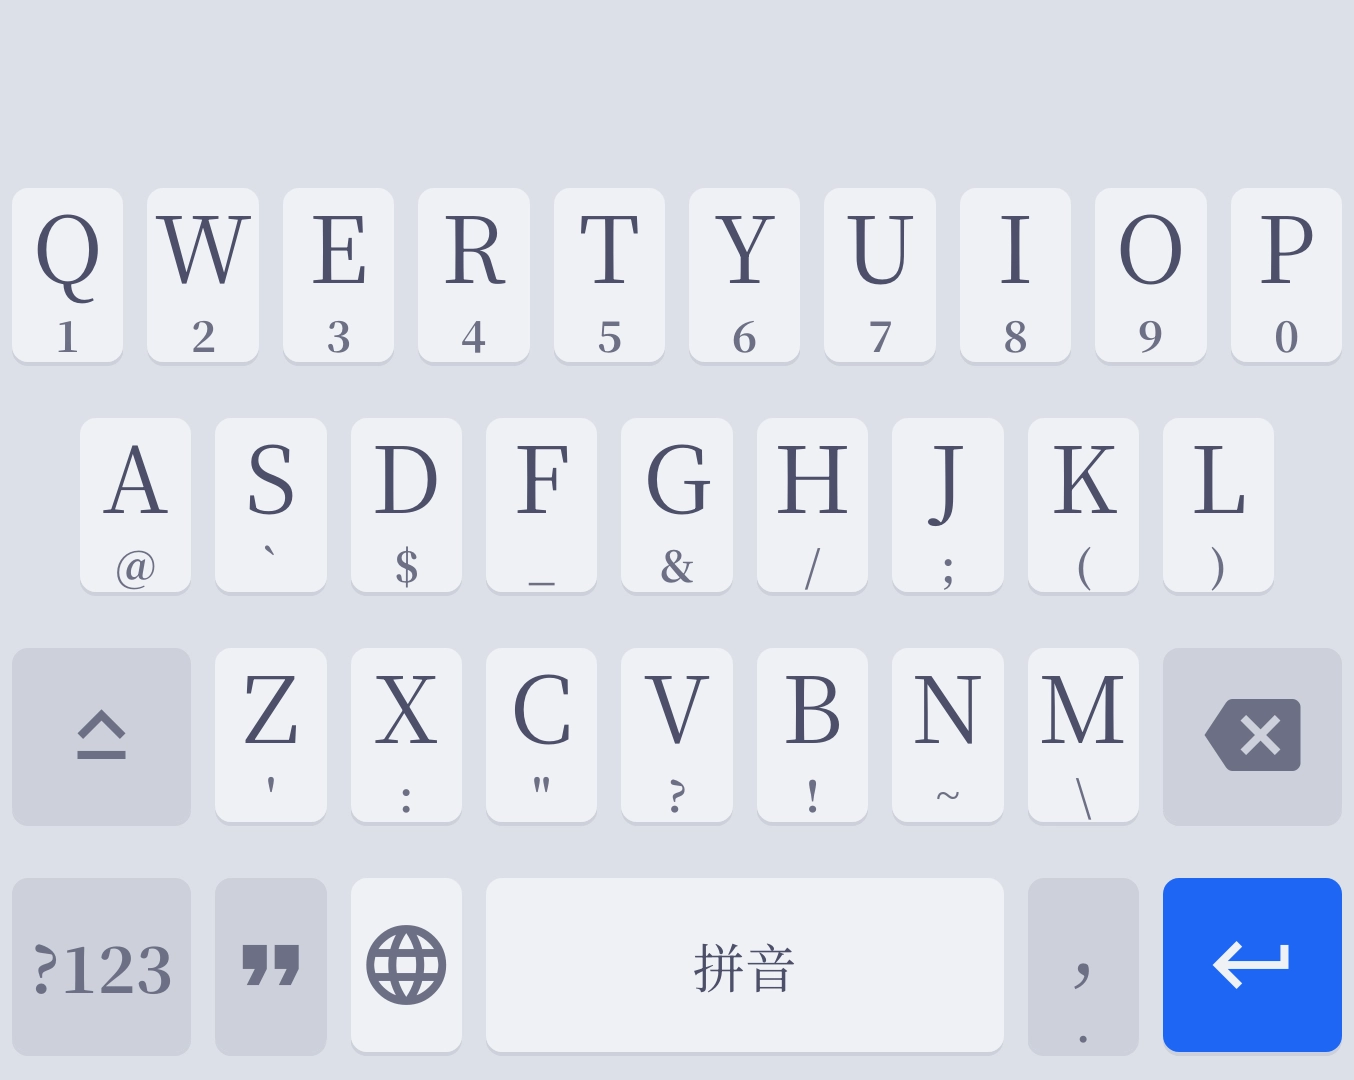 Q W E R T Y U I O P
1 2 3 4 5 6 7 8 9 0
A S D F G H J K L
@ ` $ _ & / ; ( )
Z X C V B N M
' : " ? ! ~ \
?123 ❞ 拼音 ,
.